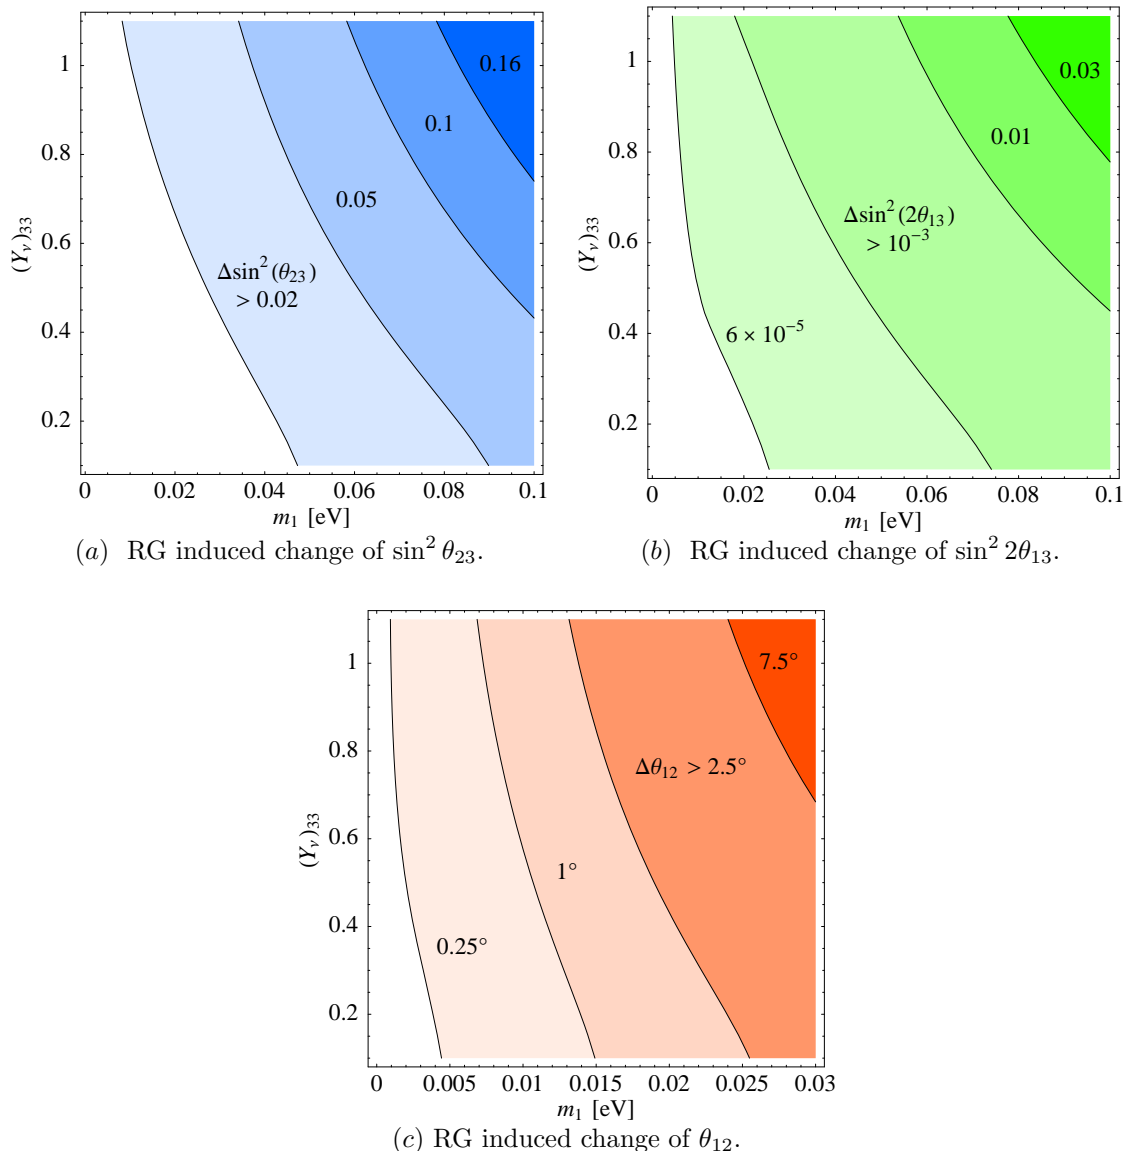 1
0.8
0.6
0.4
0.2
(Y_ν)_33
0.16
0.1
0.05
Δsin²(θ_23)
> 0.02
0 0.02 0.04 0.06 0.08 0.1
m_1 [eV]
(a) RG induced change of sin² θ_23.
1
0.8
0.6
0.4
0.2
(Y_ν)_33
0.03
0.01
Δsin²(2θ_13)
> 10⁻³
6 × 10⁻⁵
0 0.02 0.04 0.06 0.08 0.1
m_1 [eV]
(b) RG induced change of sin² 2θ_13.
1
0.8
0.6
0.4
0.2
(Y_ν)_33
7.5°
Δθ_12 > 2.5°
1°
0.25°
0 0.005 0.01 0.015 0.02 0.025 0.03
m_1 [eV]
(c) RG induced change of θ_12.